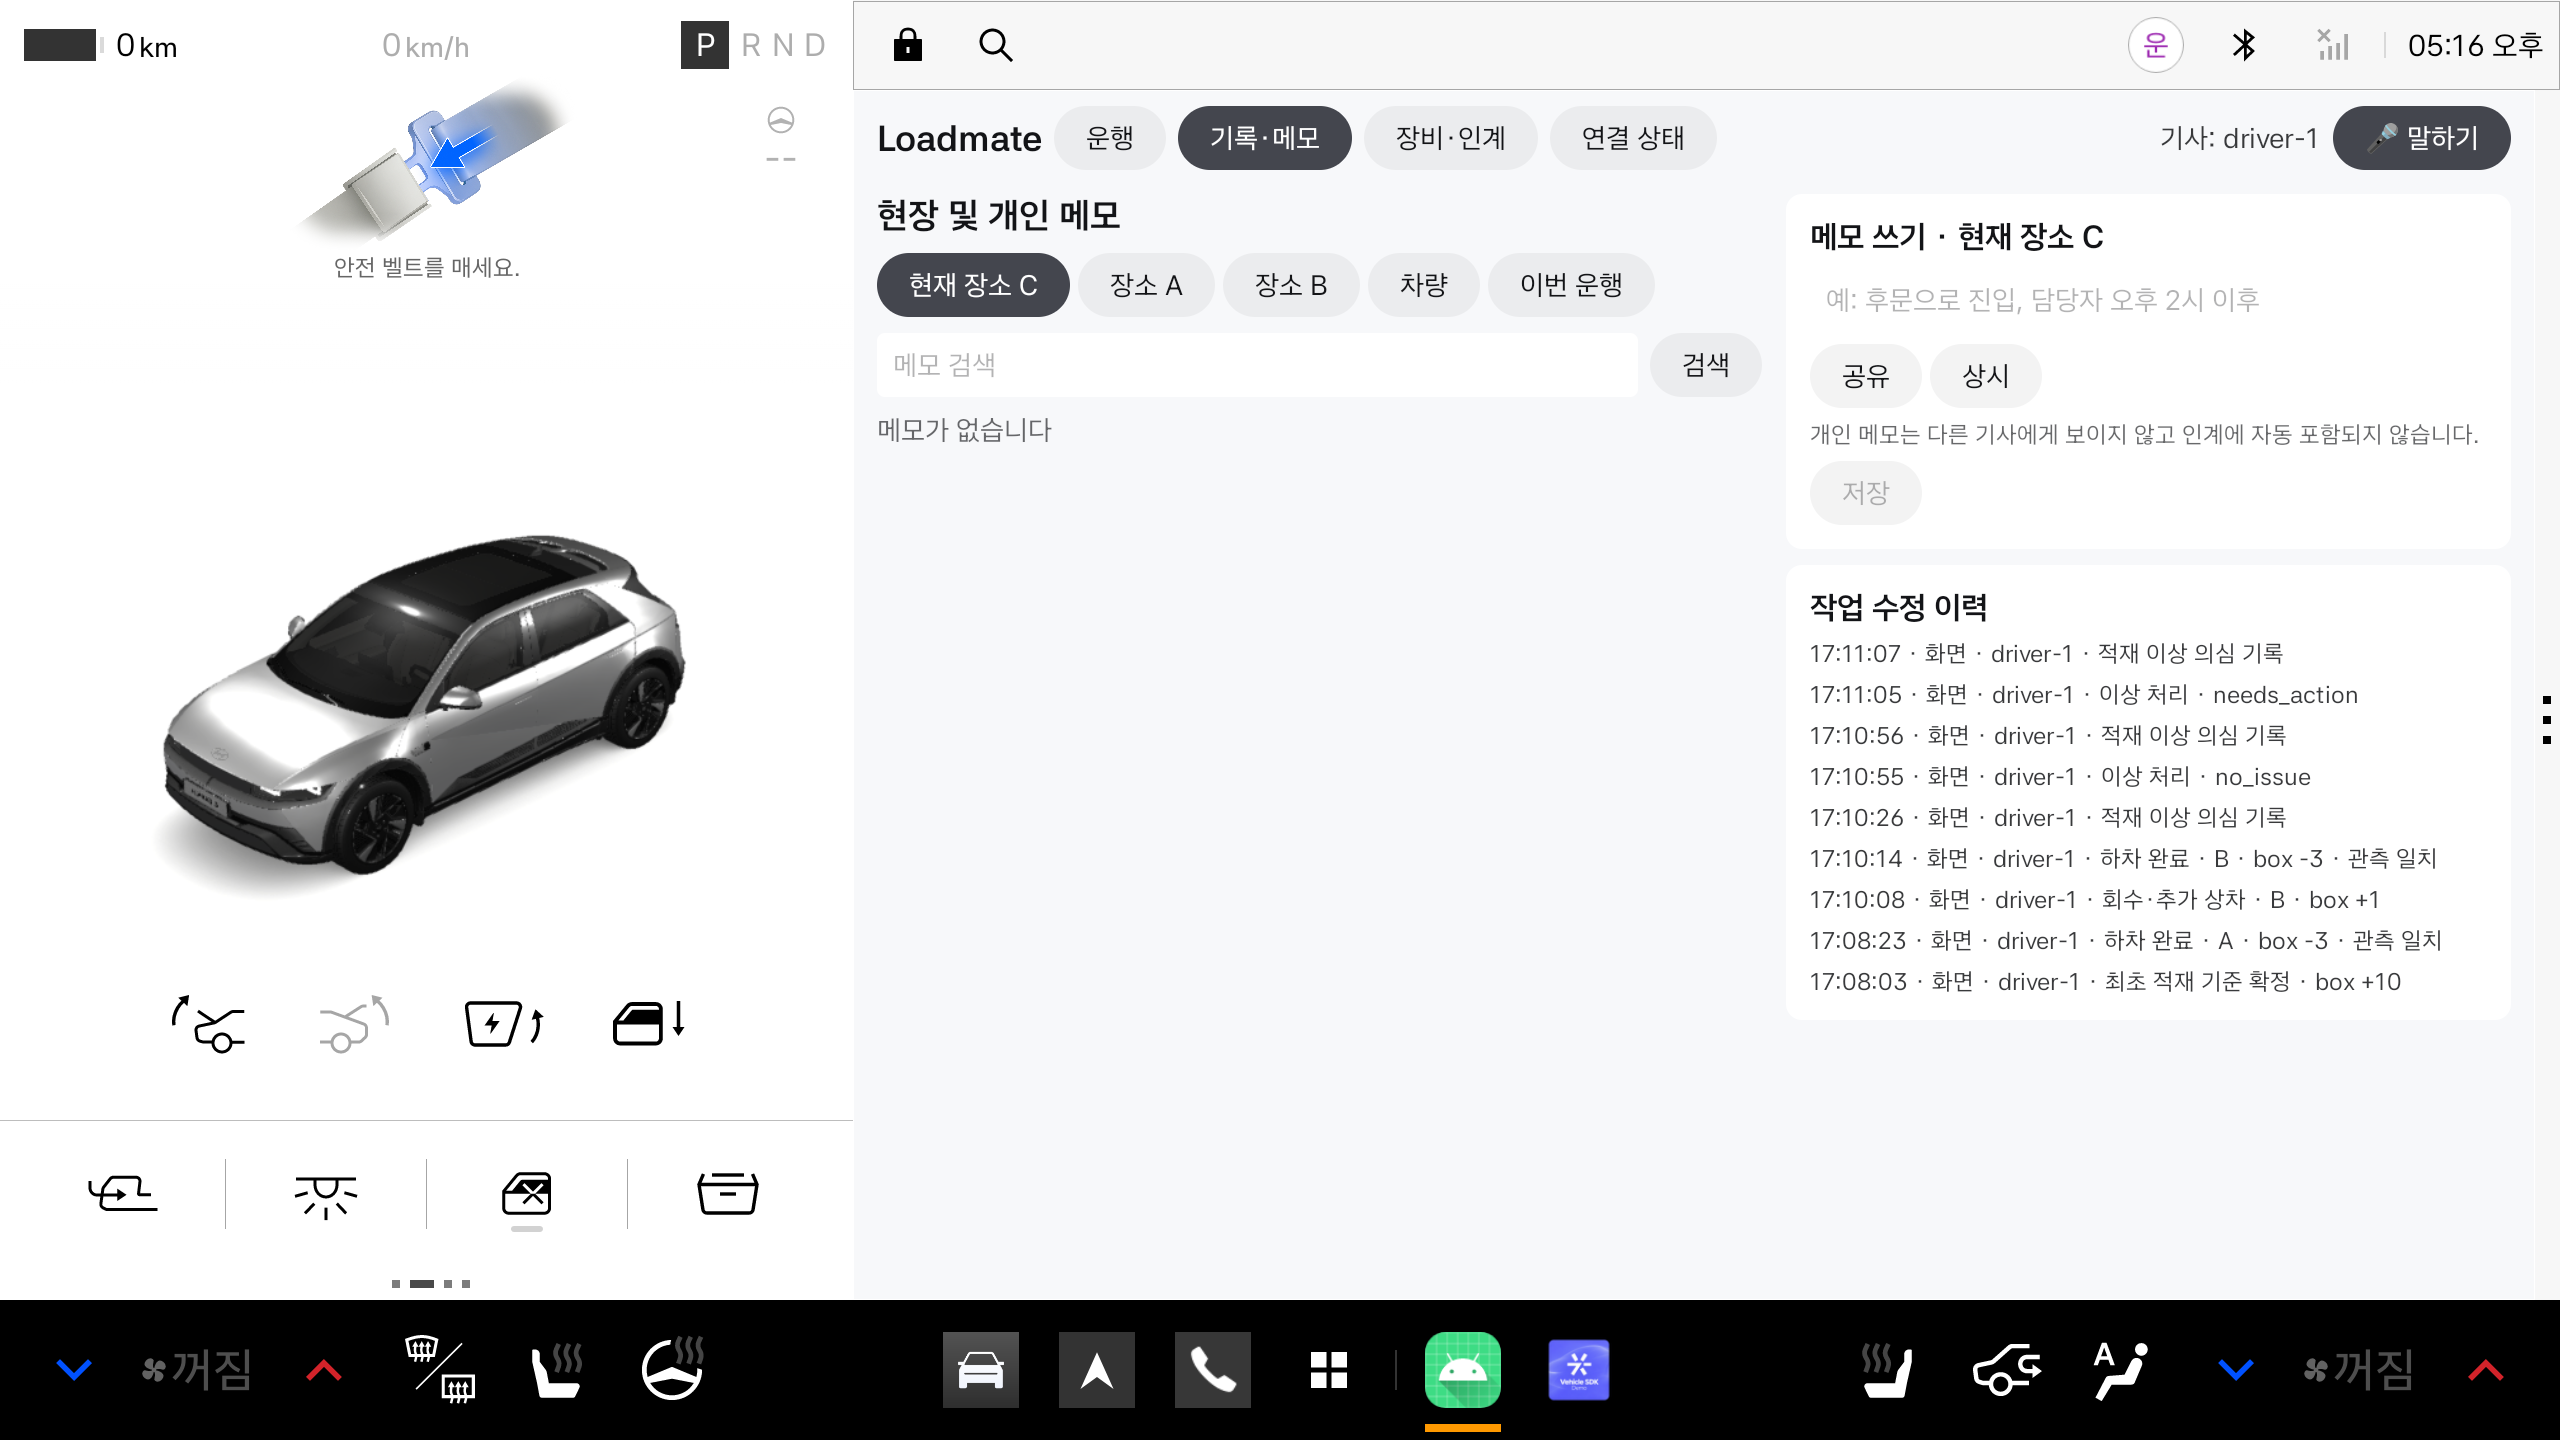 0 km
0 km/h
P R N D
안전 벨트를 매세요.
운
05:16 오후
Loadmate
운행
기록·메모
장비·인계
연결 상태
기사: driver-1
말하기
현장 및 개인 메모
현재 장소 C
장소 A
장소 B
차량
이번 운행
메모 검색
검색
메모가 없습니다
메모 쓰기 · 현재 장소 C
예: 후문으로 진입, 담당자 오후 2시 이후
공유
상시
개인 메모는 다른 기사에게 보이지 않고 인계에 자동 포함되지 않습니다.
저장
작업 수정 이력
17:11:07 · 화면 · driver-1 · 적재 이상 의심 기록
17:11:05 · 화면 · driver-1 · 이상 처리 · needs_action
17:10:56 · 화면 · driver-1 · 적재 이상 의심 기록
17:10:55 · 화면 · driver-1 · 이상 처리 · no_issue
17:10:26 · 화면 · driver-1 · 적재 이상 의심 기록
17:10:14 · 화면 · driver-1 · 하차 완료 · B · box -3 · 관측 일치
17:10:08 · 화면 · driver-1 · 회수·추가 상차 · B · box +1
17:08:23 · 화면 · driver-1 · 하차 완료 · A · box -3 · 관측 일치
17:08:03 · 화면 · driver-1 · 최초 적재 기준 확정 · box +10
꺼짐
Vehicle SDK
Demo
A
꺼짐